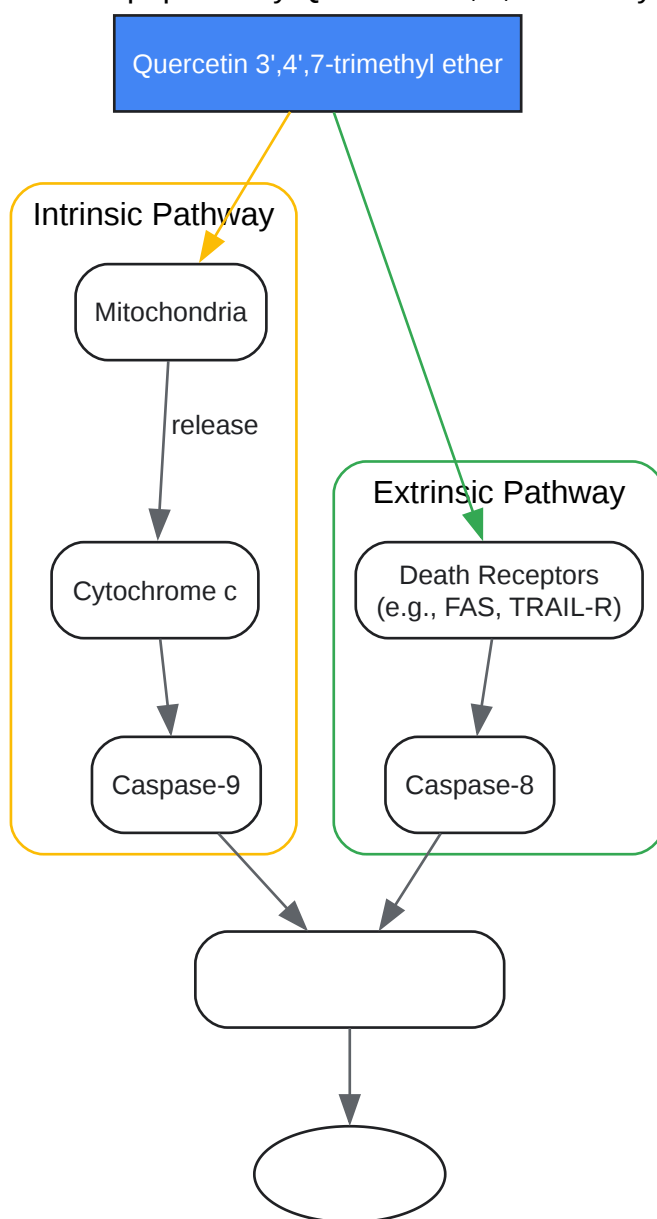 Quercetin 3',4',7-trimethyl ether
Intrinsic Pathway
Mitochondria
release
Extrinsic Pathway
Cytochrome c
Death Receptors
(e.g., FAS, TRAIL-R)
Caspase-9
Caspase-8